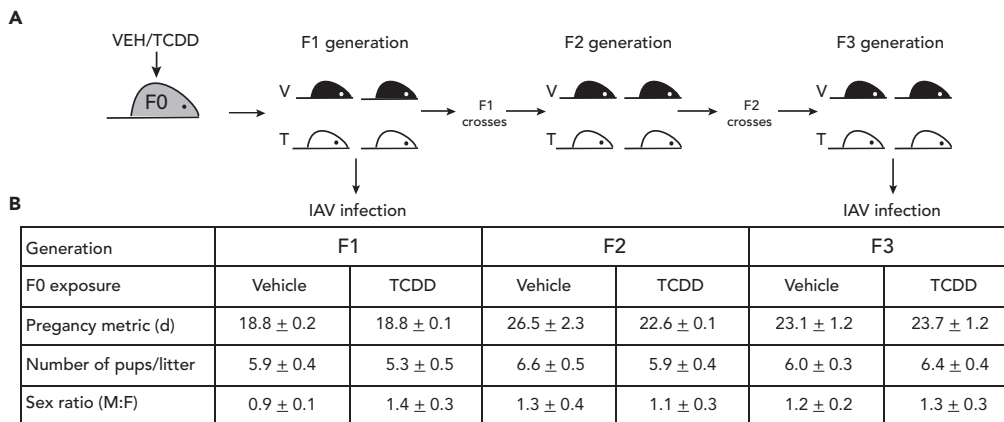 A
VEH/TCDD
F1 generation
F2 generation
F3 generation
F0
V
V
V
F1
crosses
F2
crosses
T
T
T
IAV infection
IAV infection
B
Generation F1 F2 F3
F0 exposure Vehicle TCDD Vehicle TCDD Vehicle TCDD
Pregancy metric (d) 18.8 ± 0.2 18.8 ± 0.1 26.5 ± 2.3 22.6 ± 0.1 23.1 ± 1.2 23.7 ± 1.2
Number of pups/litter 5.9 ± 0.4 5.3 ± 0.5 6.6 ± 0.5 5.9 ± 0.4 6.0 ± 0.3 6.4 ± 0.4
Sex ratio (M:F) 0.9 ± 0.1 1.4 ± 0.3 1.3 ± 0.4 1.1 ± 0.3 1.2 ± 0.2 1.3 ± 0.3